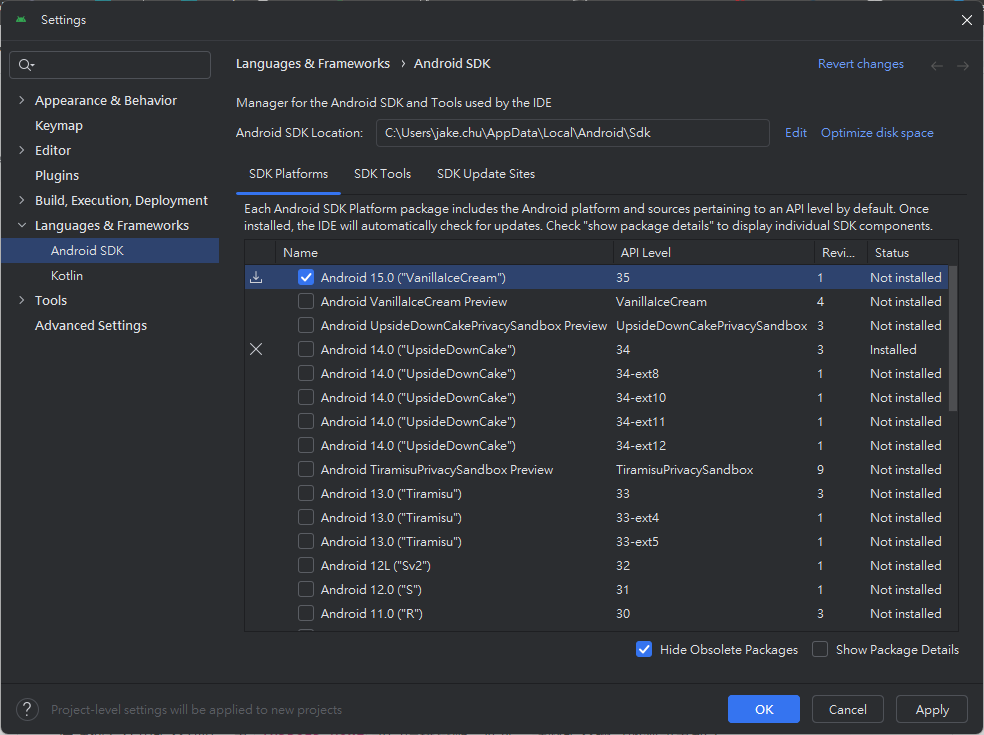 Settings
Languages & Frameworks › Android SDK
Revert changes
Appearance & Behavior
Keymap
Editor
Plugins
Build, Execution, Deployment
Languages & Frameworks
Android SDK
Kotlin
Tools
Advanced Settings
Manager for the Android SDK and Tools used by the IDE
Android SDK Location: C:\Users\jake.chu\AppData\Local\Android\Sdk Edit Optimize disk space
SDK Platforms SDK Tools SDK Update Sites
Each Android SDK Platform package includes the Android platform and sources pertaining to an API level by default. Once
installed, the IDE will automatically check for updates. Check "show package details" to display individual SDK components.
Name API Level Revi... Status
Android 15.0 ("VanillaIceCream") 35 1 Not installed
Android VanillaIceCream Preview VanillaIceCream 4 Not installed
Android UpsideDownCakePrivacySandbox Preview UpsideDownCakePrivacySandbox 3 Not installed
Android 14.0 ("UpsideDownCake") 34 3 Installed
Android 14.0 ("UpsideDownCake") 34-ext8 1 Not installed
Android 14.0 ("UpsideDownCake") 34-ext10 1 Not installed
Android 14.0 ("UpsideDownCake") 34-ext11 1 Not installed
Android 14.0 ("UpsideDownCake") 34-ext12 1 Not installed
Android TiramisuPrivacySandbox Preview TiramisuPrivacySandbox 9 Not installed
Android 13.0 ("Tiramisu") 33 3 Not installed
Android 13.0 ("Tiramisu") 33-ext4 1 Not installed
Android 13.0 ("Tiramisu") 33-ext5 1 Not installed
Android 12L ("Sv2") 32 1 Not installed
Android 12.0 ("S") 31 1 Not installed
Android 11.0 ("R") 30 3 Not installed
Hide Obsolete Packages Show Package Details
? Project-level settings will be applied to new projects
OK Cancel Apply